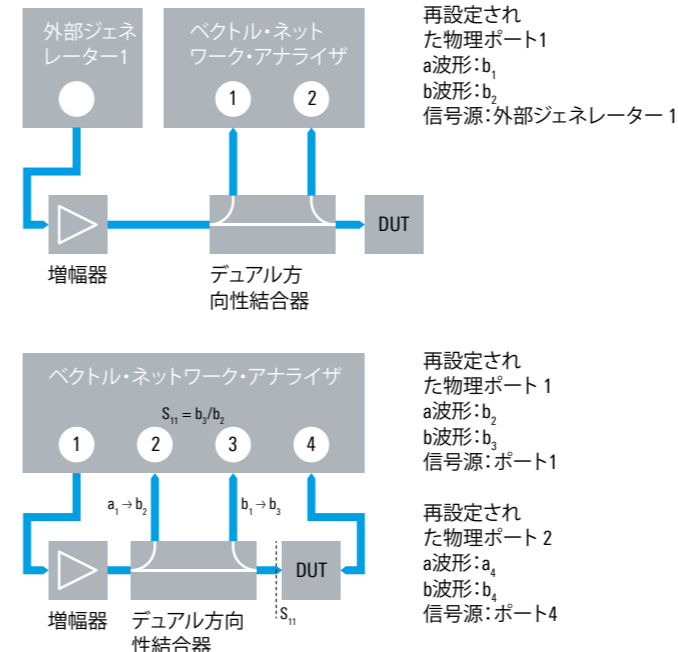 外部ジェネ
レーター1
ベクトル・ネット
ワーク・アナライザ
1
2
DUT
増幅器
デュアル方
向性結合器
再設定され
た物理ポート1
a波形：b₁
b波形：b₂
信号源：外部ジェネレーター 1
ベクトル・ネットワーク・アナライザ
S₁₁ = b₃/b₂
1
2
3
4
a₁→b₂
b₁→b₃
DUT
S₁₁
増幅器
デュアル方向
性結合器
再設定され
た物理ポート 1
a波形：b₂
b波形：b₃
信号源：ポート1
再設定され
た物理ポート 2
a波形：a₄
b波形：b₄
信号源：ポート4